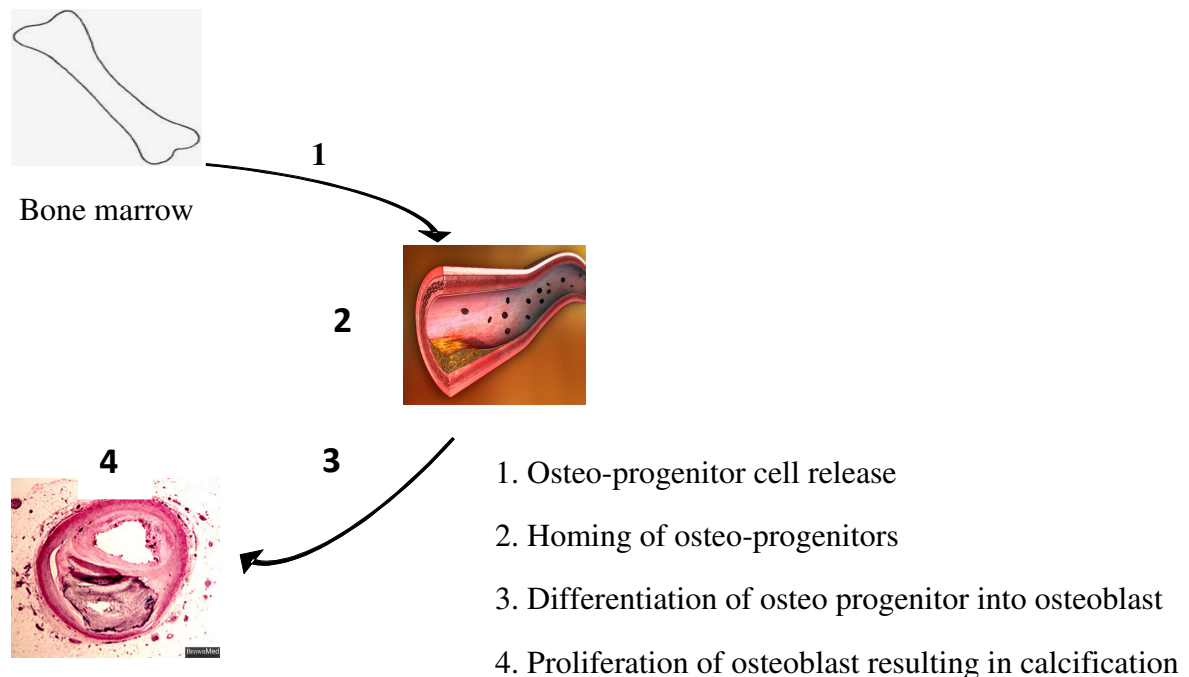 1
Bone marrow
2
3
4
1. Osteo-progenitor cell release
2. Homing of osteo-progenitors
3. Differentiation of osteo progenitor into osteoblast
4. Proliferation of osteoblast resulting in calcification
BrownMed